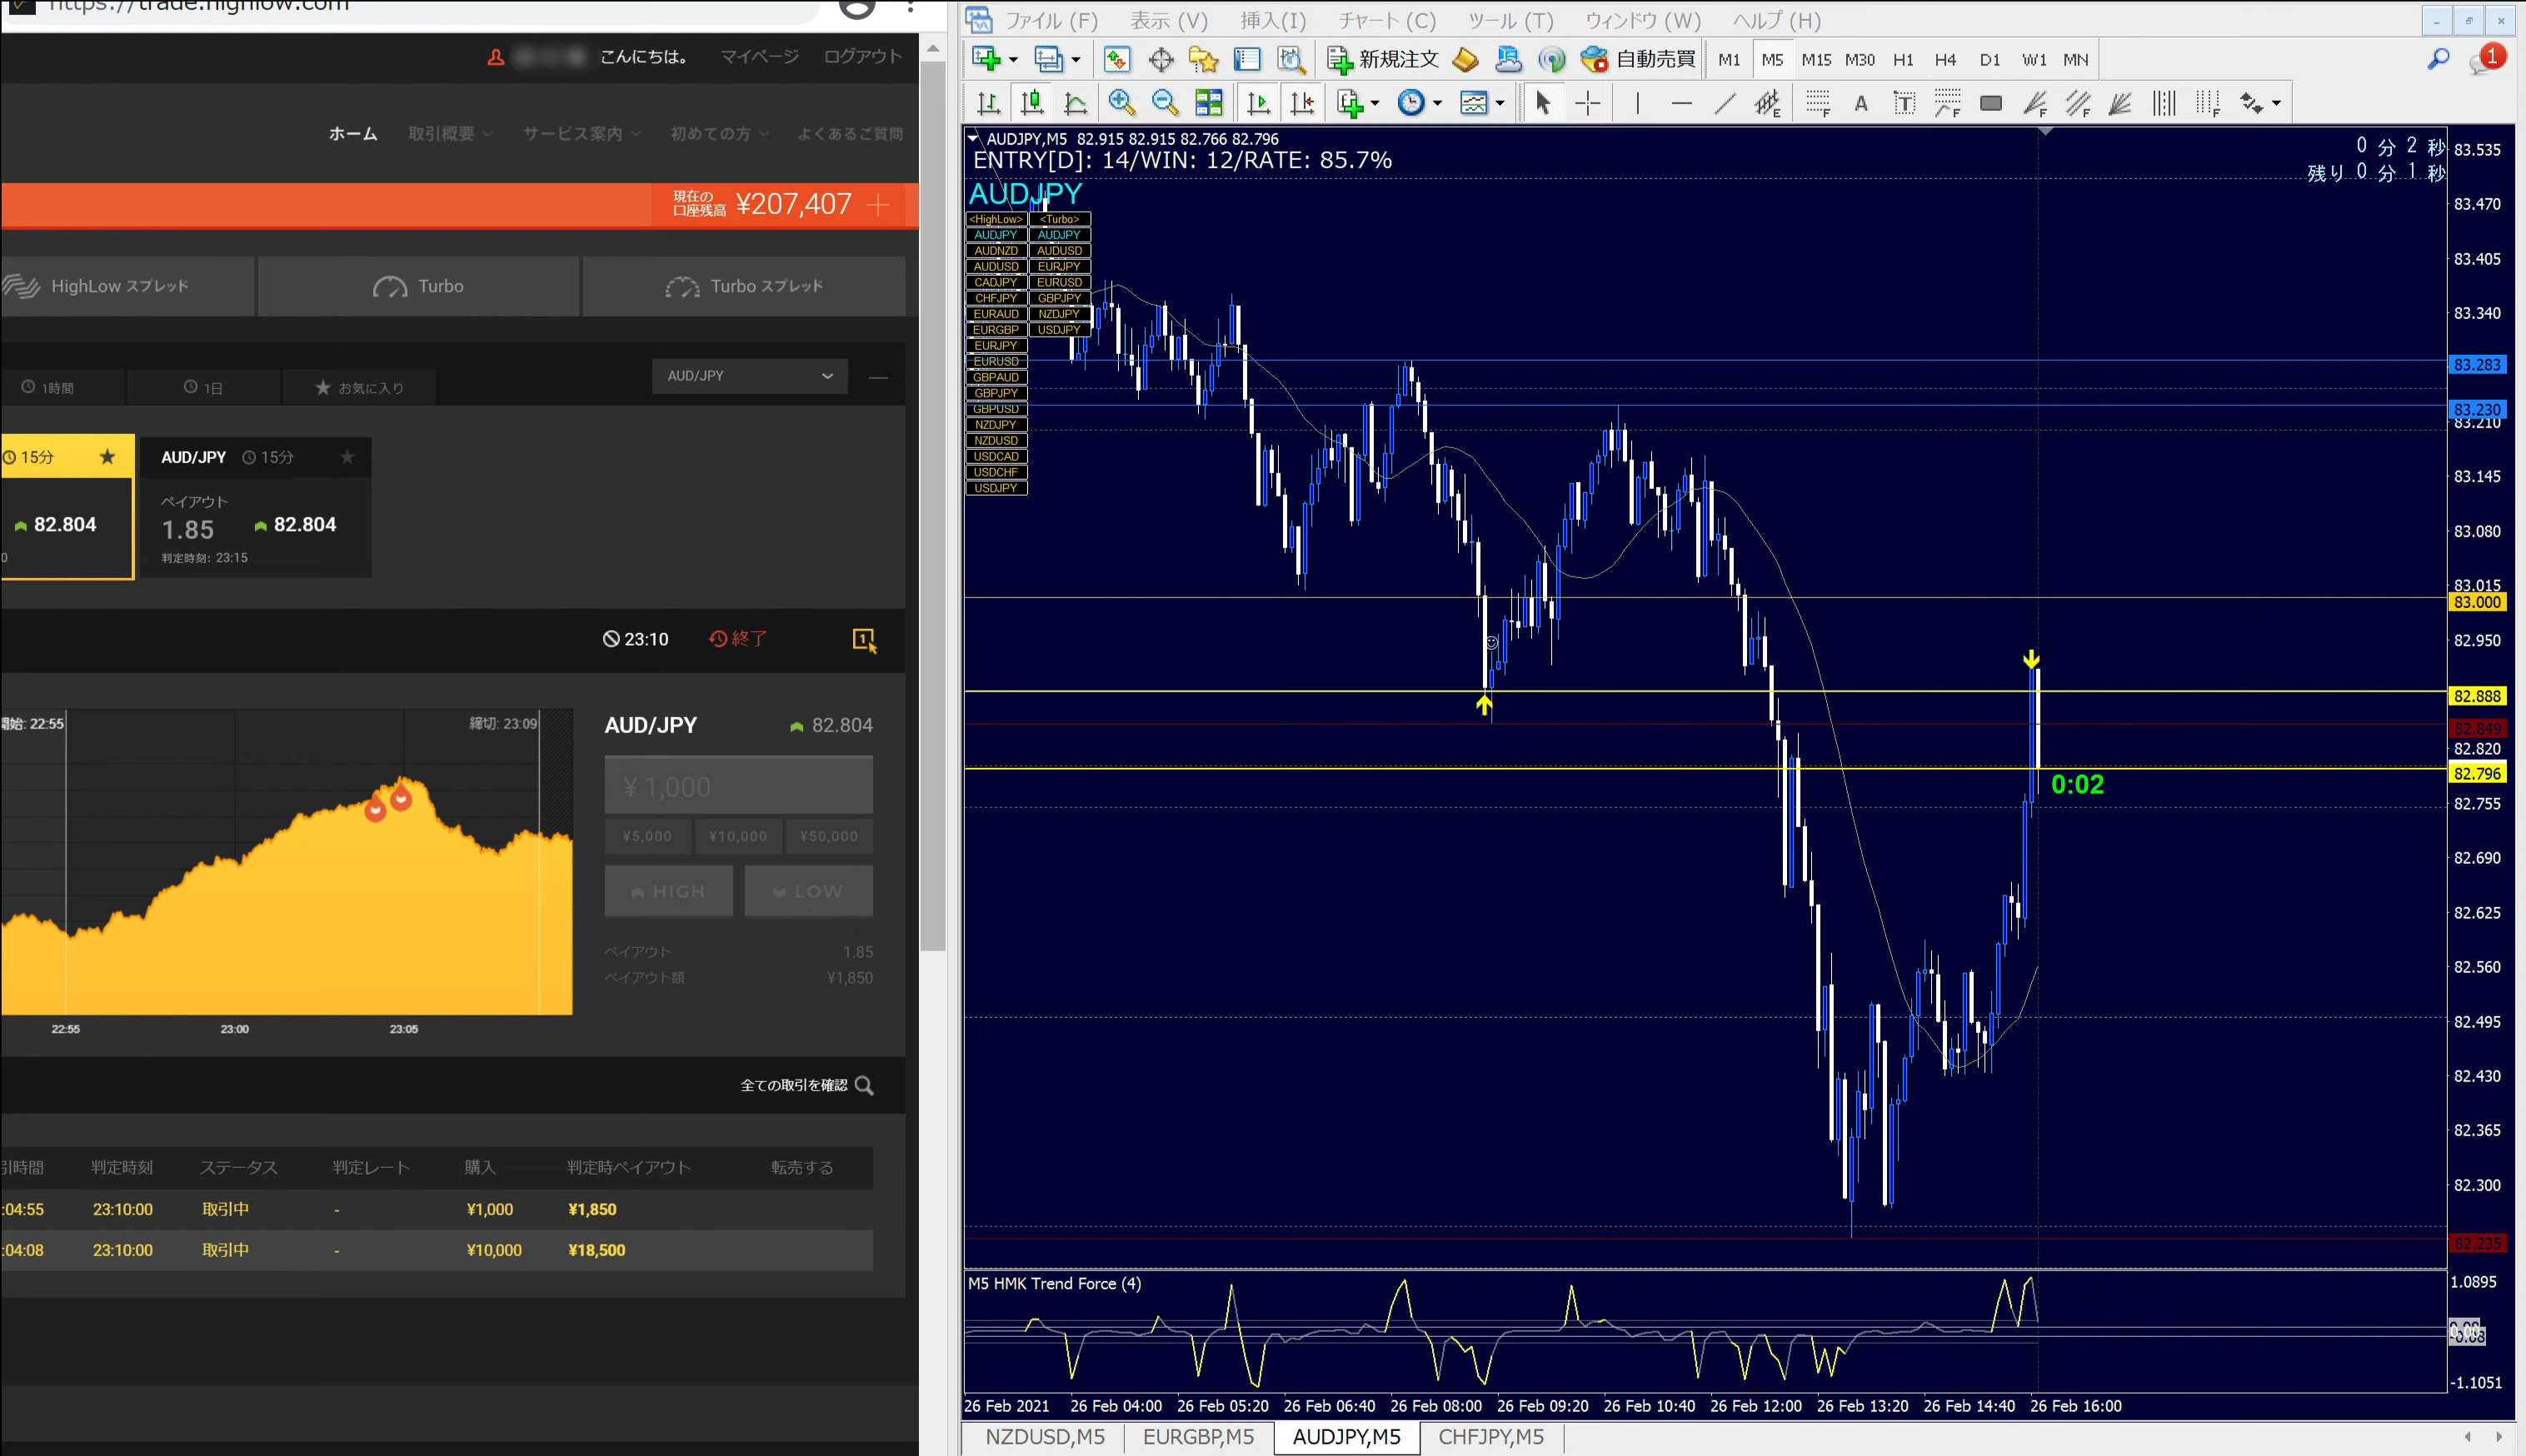 https://trade.highlow.com
こんにちは。 マイページ ログアウト
ホーム 取引概要 サービス案内 初めての方 よくあるご質問
現在の
口座残高 ¥207,407
HighLow スプレッド Turbo Turbo スプレッド
1時間 1日 お気に入り AUD/JPY
15分 AUD/JPY 15分
ペイアウト
82.804 1.85 82.804
0 判定時刻: 23:15
23:10 終了 1
開始: 22:55 締切: 23:09
AUD/JPY 82.804
¥ 1,000
¥5,000 ¥10,000 ¥50,000
HIGH LOW
ペイアウト 1.85
ペイアウト額 ¥1,850
22:55 23:00 23:05
全ての取引を確認
引時間 判定時刻 ステータス 判定レート 購入 判定時ペイアウト 転売する
:04:55 23:10:00 取引中 - ¥1,000 ¥1,850
:04:08 23:10:00 取引中 - ¥10,000 ¥18,500
ファイル (F) 表示 (V) 挿入(I) チャート (C) ツール (T) ウィンドウ (W) ヘルプ (H)
新規注文 自動売買 M1 M5 M15 M30 H1 H4 D1 W1 MN 1
AUDJPY,M5 82.915 82.915 82.766 82.796
ENTRY[D]: 14/WIN: 12/RATE: 85.7%
AUDJPY
0 分 2 秒
残り 0 分 1 秒
<HighLow> <Turbo>
AUDJPY AUDJPY
AUDNZD AUDUSD
AUDUSD EURJPY
CADJPY EURUSD
CHFJPY GBPJPY
EURAUD NZDJPY
EURGBP USDJPY
EURJPY
EURUSD
GBPAUD
GBPJPY
GBPUSD
NZDJPY
NZDUSD
USDCAD
USDCHF
USDJPY
0:02
83.535
83.470
83.405
83.340
83.283
83.230
83.210
83.145
83.080
83.015
83.000
82.950
82.888
82.849
82.820
82.796
82.755
82.690
82.625
82.560
82.495
82.430
82.365
82.300
82.235
M5 HMK Trend Force (4)
1.0895
-1.1051
26 Feb 2021 26 Feb 04:00 26 Feb 05:20 26 Feb 06:40 26 Feb 08:00 26 Feb 09:20 26 Feb 10:40 26 Feb 12:00 26 Feb 13:20 26 Feb 14:40 26 Feb 16:00
NZDUSD,M5 EURGBP,M5 AUDJPY,M5 CHFJPY,M5